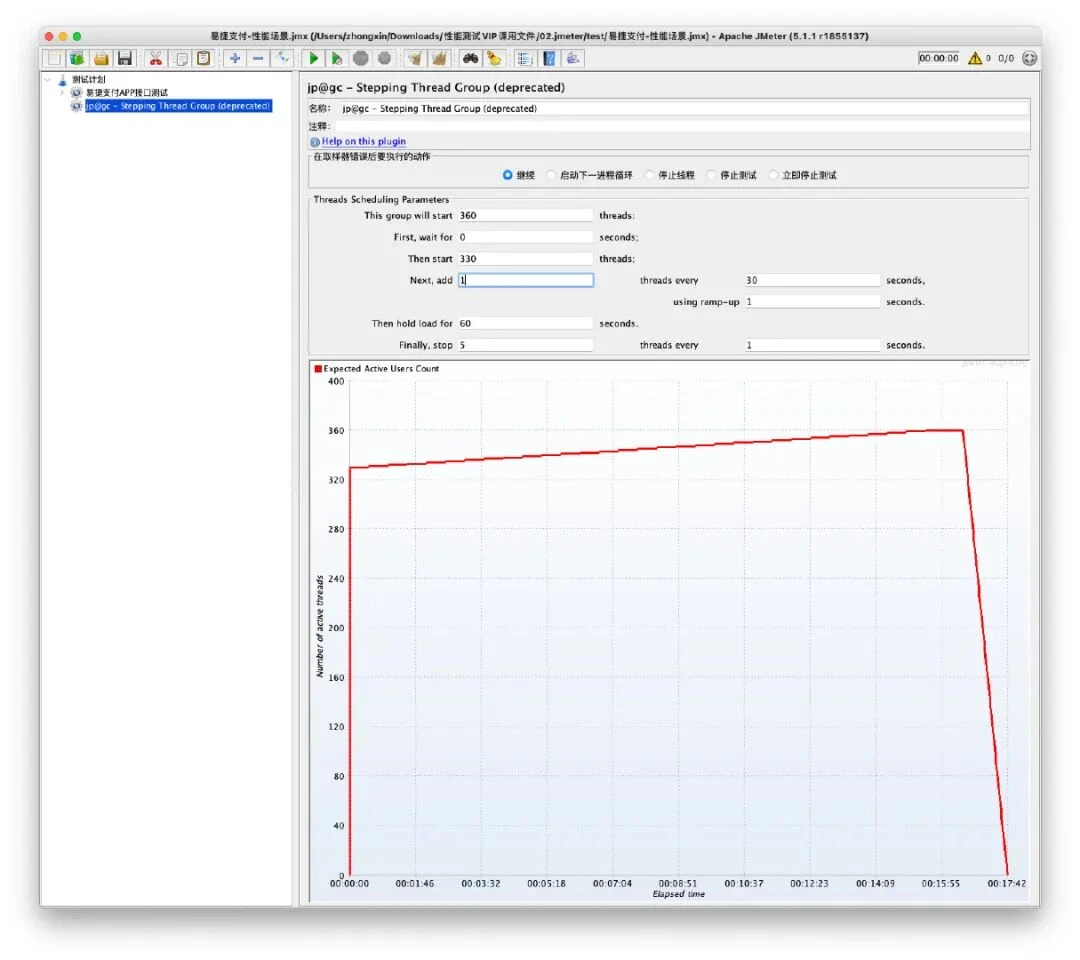 易捷支付-性能场景.jmx (/Users/zhongxin/Downloads/性能测试VIP课用文件/02.jmeter/test/易捷支付-性能场景.jmx) - Apache JMeter (5.1.1 r1855137)
00:00:00 0 0/0
测试计划
易捷支付APP接口测试
jp@gc - Stepping Thread Group (deprecated)
jp@gc - Stepping Thread Group (deprecated)
名称: jp@gc - Stepping Thread Group (deprecated)
注释:
Help on this plugin
在取样器错误后要执行的动作
继续 启动下一进程循环 停止线程 停止测试 立即停止测试
Threads Scheduling Parameters
This group will start 360 threads:
First, wait for 0 seconds;
Then start 330 threads;
Next, add 1 threads every 30 seconds,
using ramp-up 1 seconds.
Then hold load for 60 seconds.
Finally, stop 5 threads every 1 seconds.
Expected Active Users Count
400
360
320
280
240
200
160
120
80
40
0
Number of active threads
00:00:00 00:01:46 00:03:32 00:05:18 00:07:04 00:08:51 00:10:37 00:12:23 00:14:09 00:15:55 00:17:42
Elapsed time